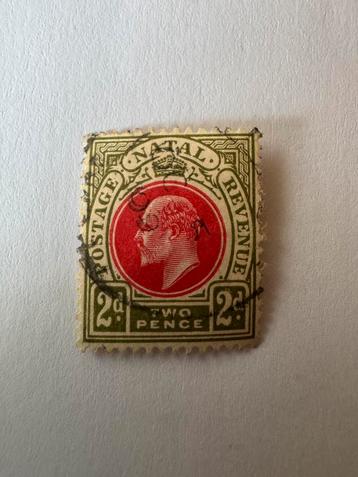 POSTAGE NATAL REVENUE
2d. TWO PENCE 2d.